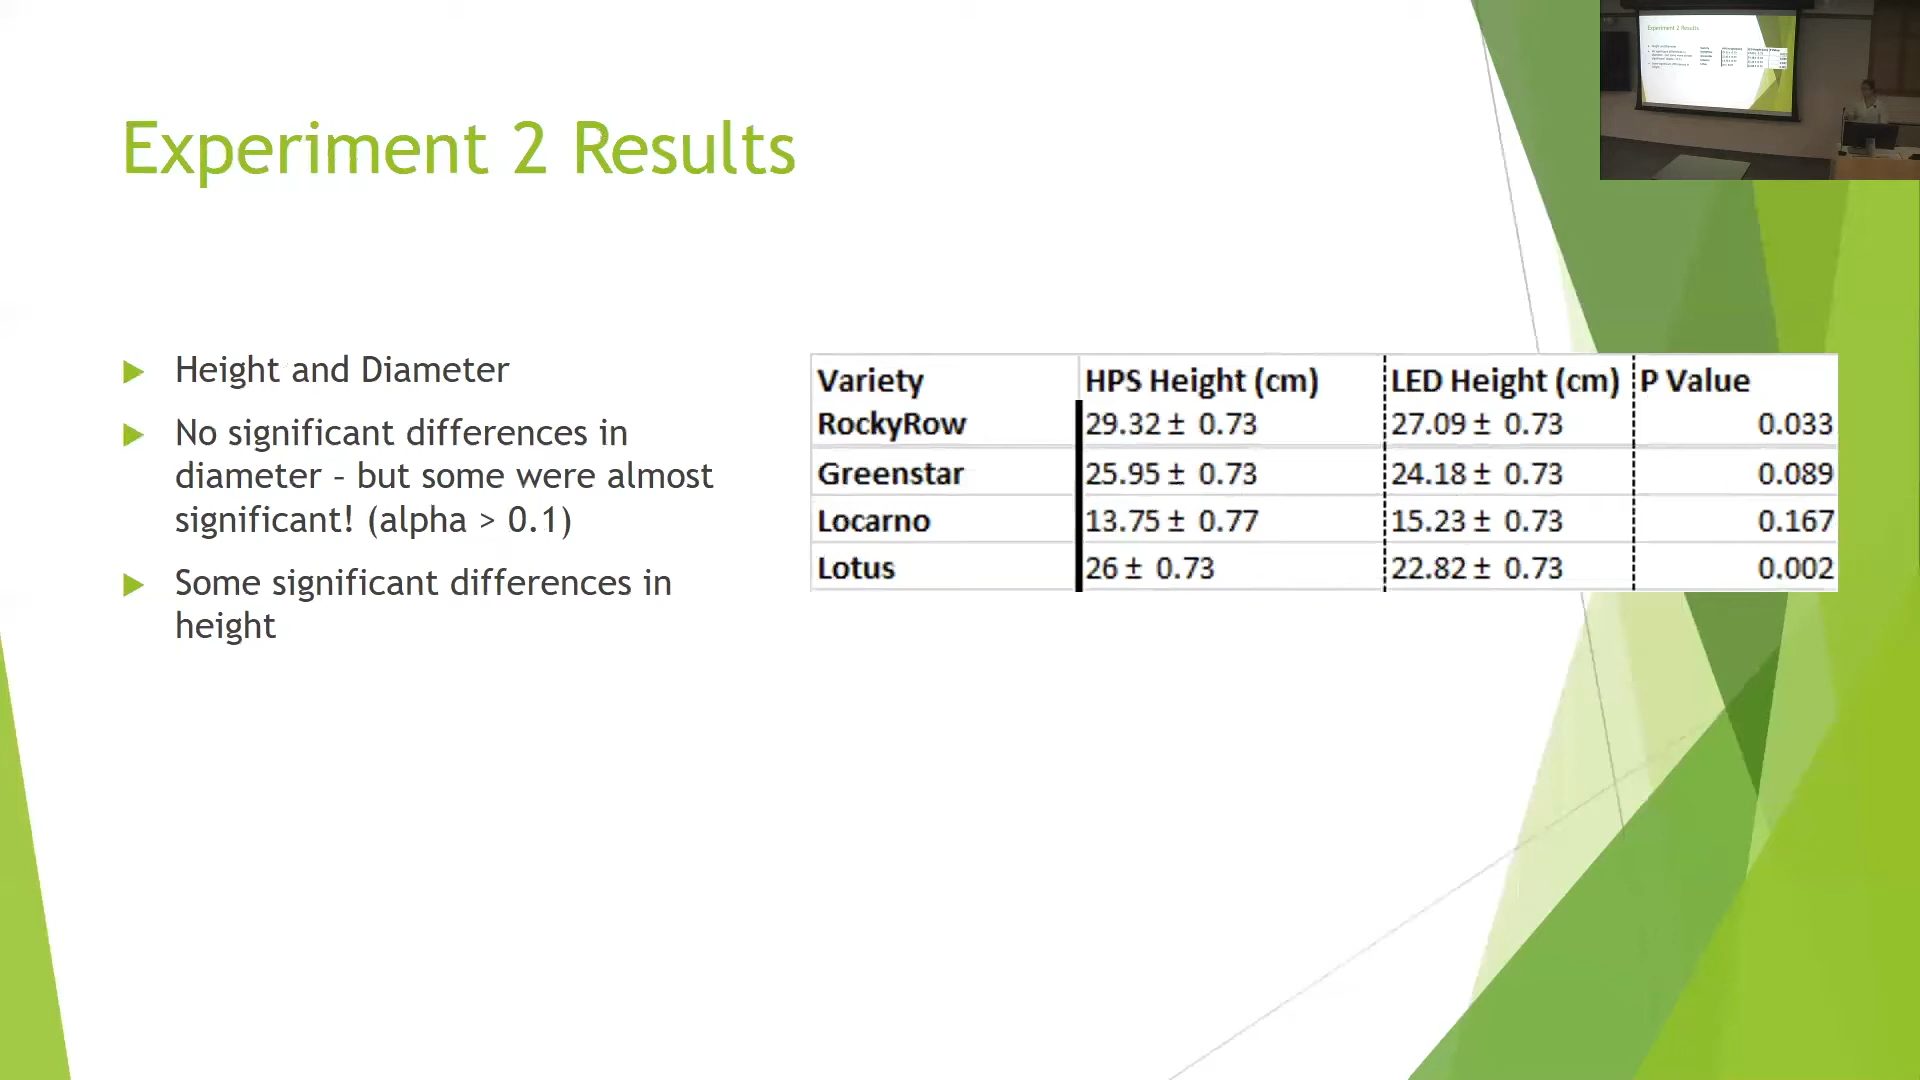 Experiment 2 Results
Height and Diameter
No significant differences in
diameter – but some were almost
significant! (alpha > 0.1)
Some significant differences in
height
Variety HPS Height (cm) LED Height (cm) P Value
RockyRow 29.32 ± 0.73 27.09 ± 0.73 0.033
Greenstar 25.95 ± 0.73 24.18 ± 0.73 0.089
Locarno 13.75 ± 0.77 15.23 ± 0.73 0.167
Lotus 26 ± 0.73 22.82 ± 0.73 0.002
Experiment 2 Results